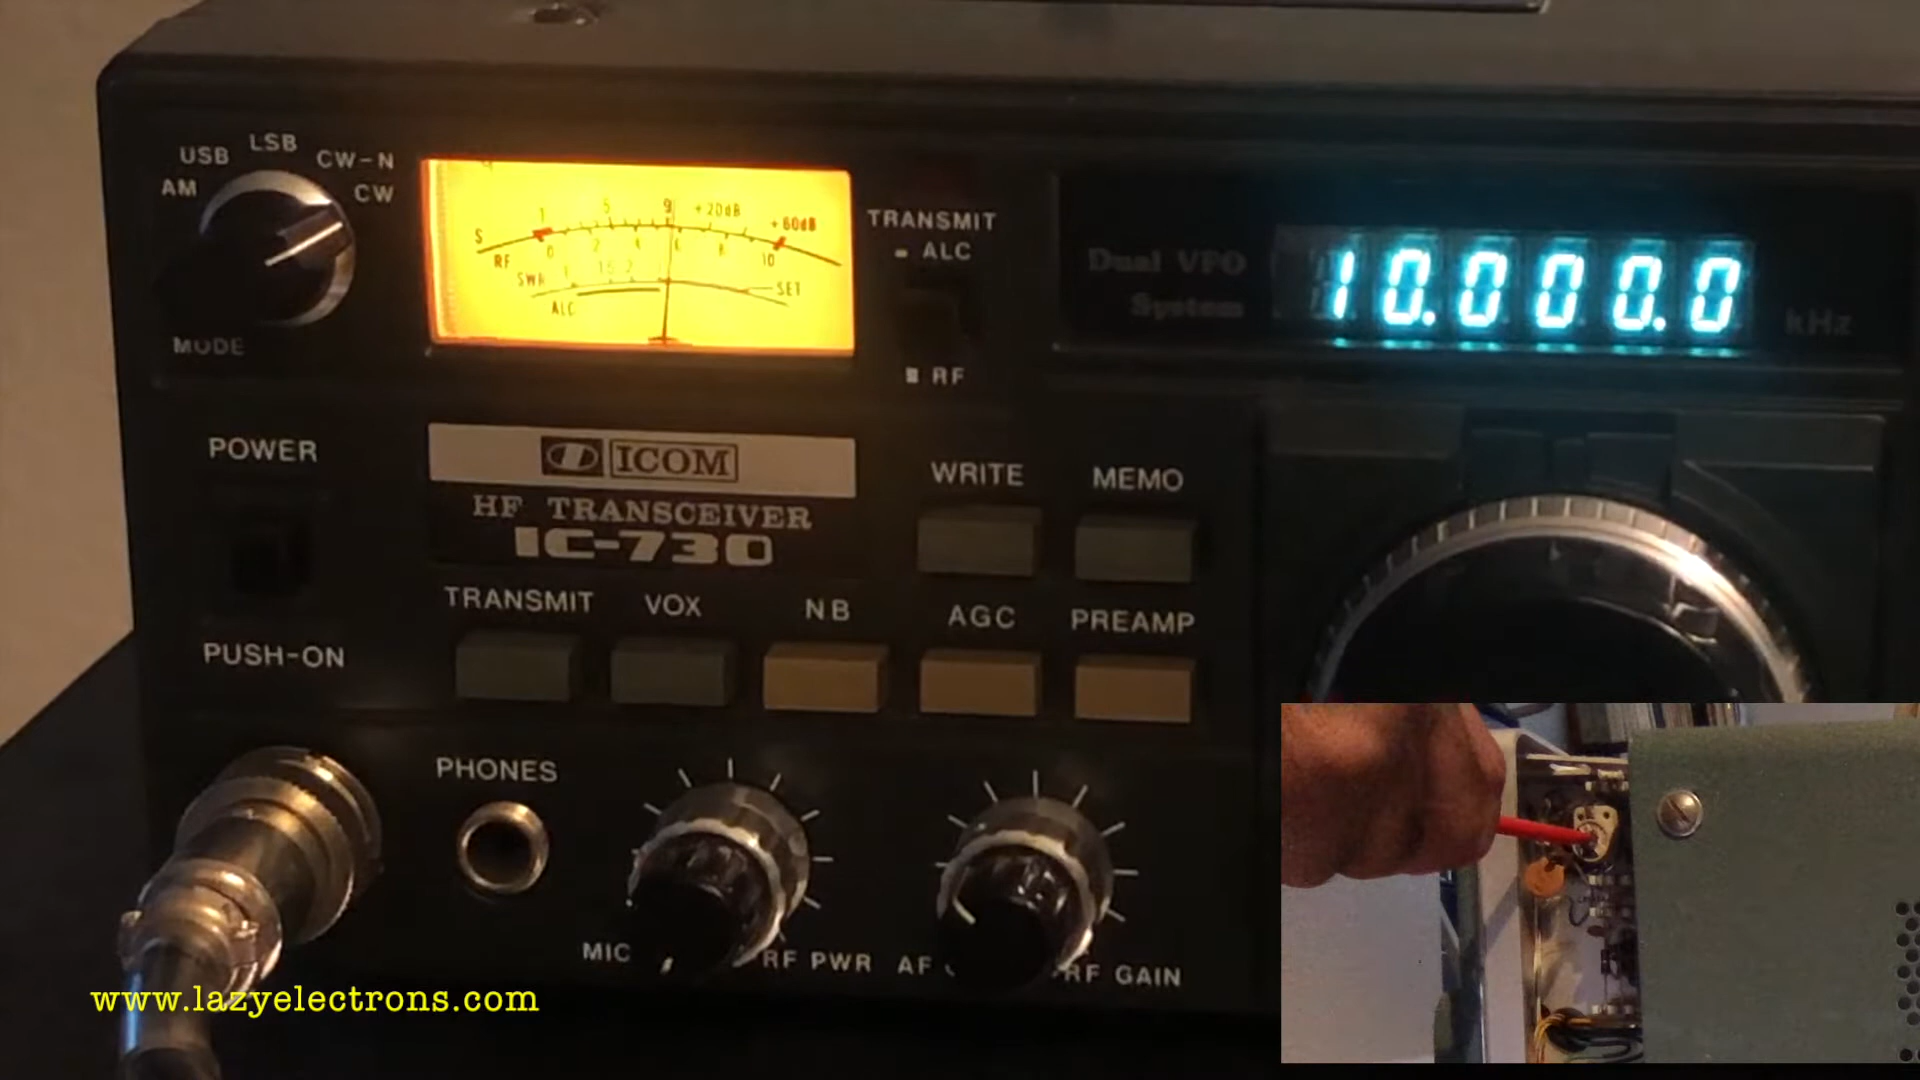 LSB
USB
CW-N
AM
CW
MODE
1 5 9 +20dB +60dB
S
RF 0 2 4 6 8 10
SWR 1 1.5 2
SET
ALC
TRANSMIT
ALC
RF
Dual VFO
System
10.000.0
kHz
POWER
ICOM
HF TRANSCEIVER
IC-730
WRITE
MEMO
TRANSMIT
VOX
NB
AGC
PREAMP
PUSH-ON
PHONES
MIC
RF PWR
AF
RF GAIN
www.lazyelectrons.com